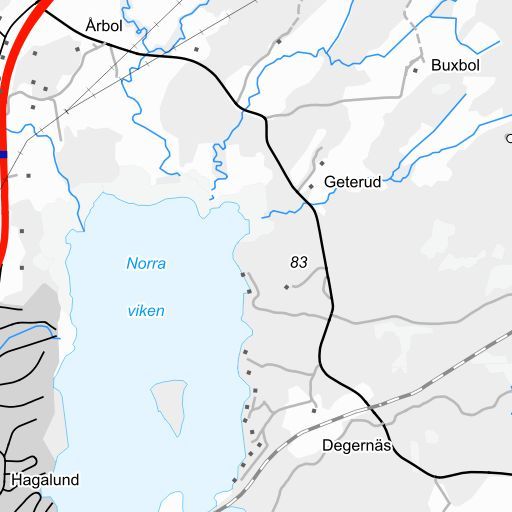 Årbol
Buxbol
Geterud
Norra
83
viken
Degernäs
Hagalund